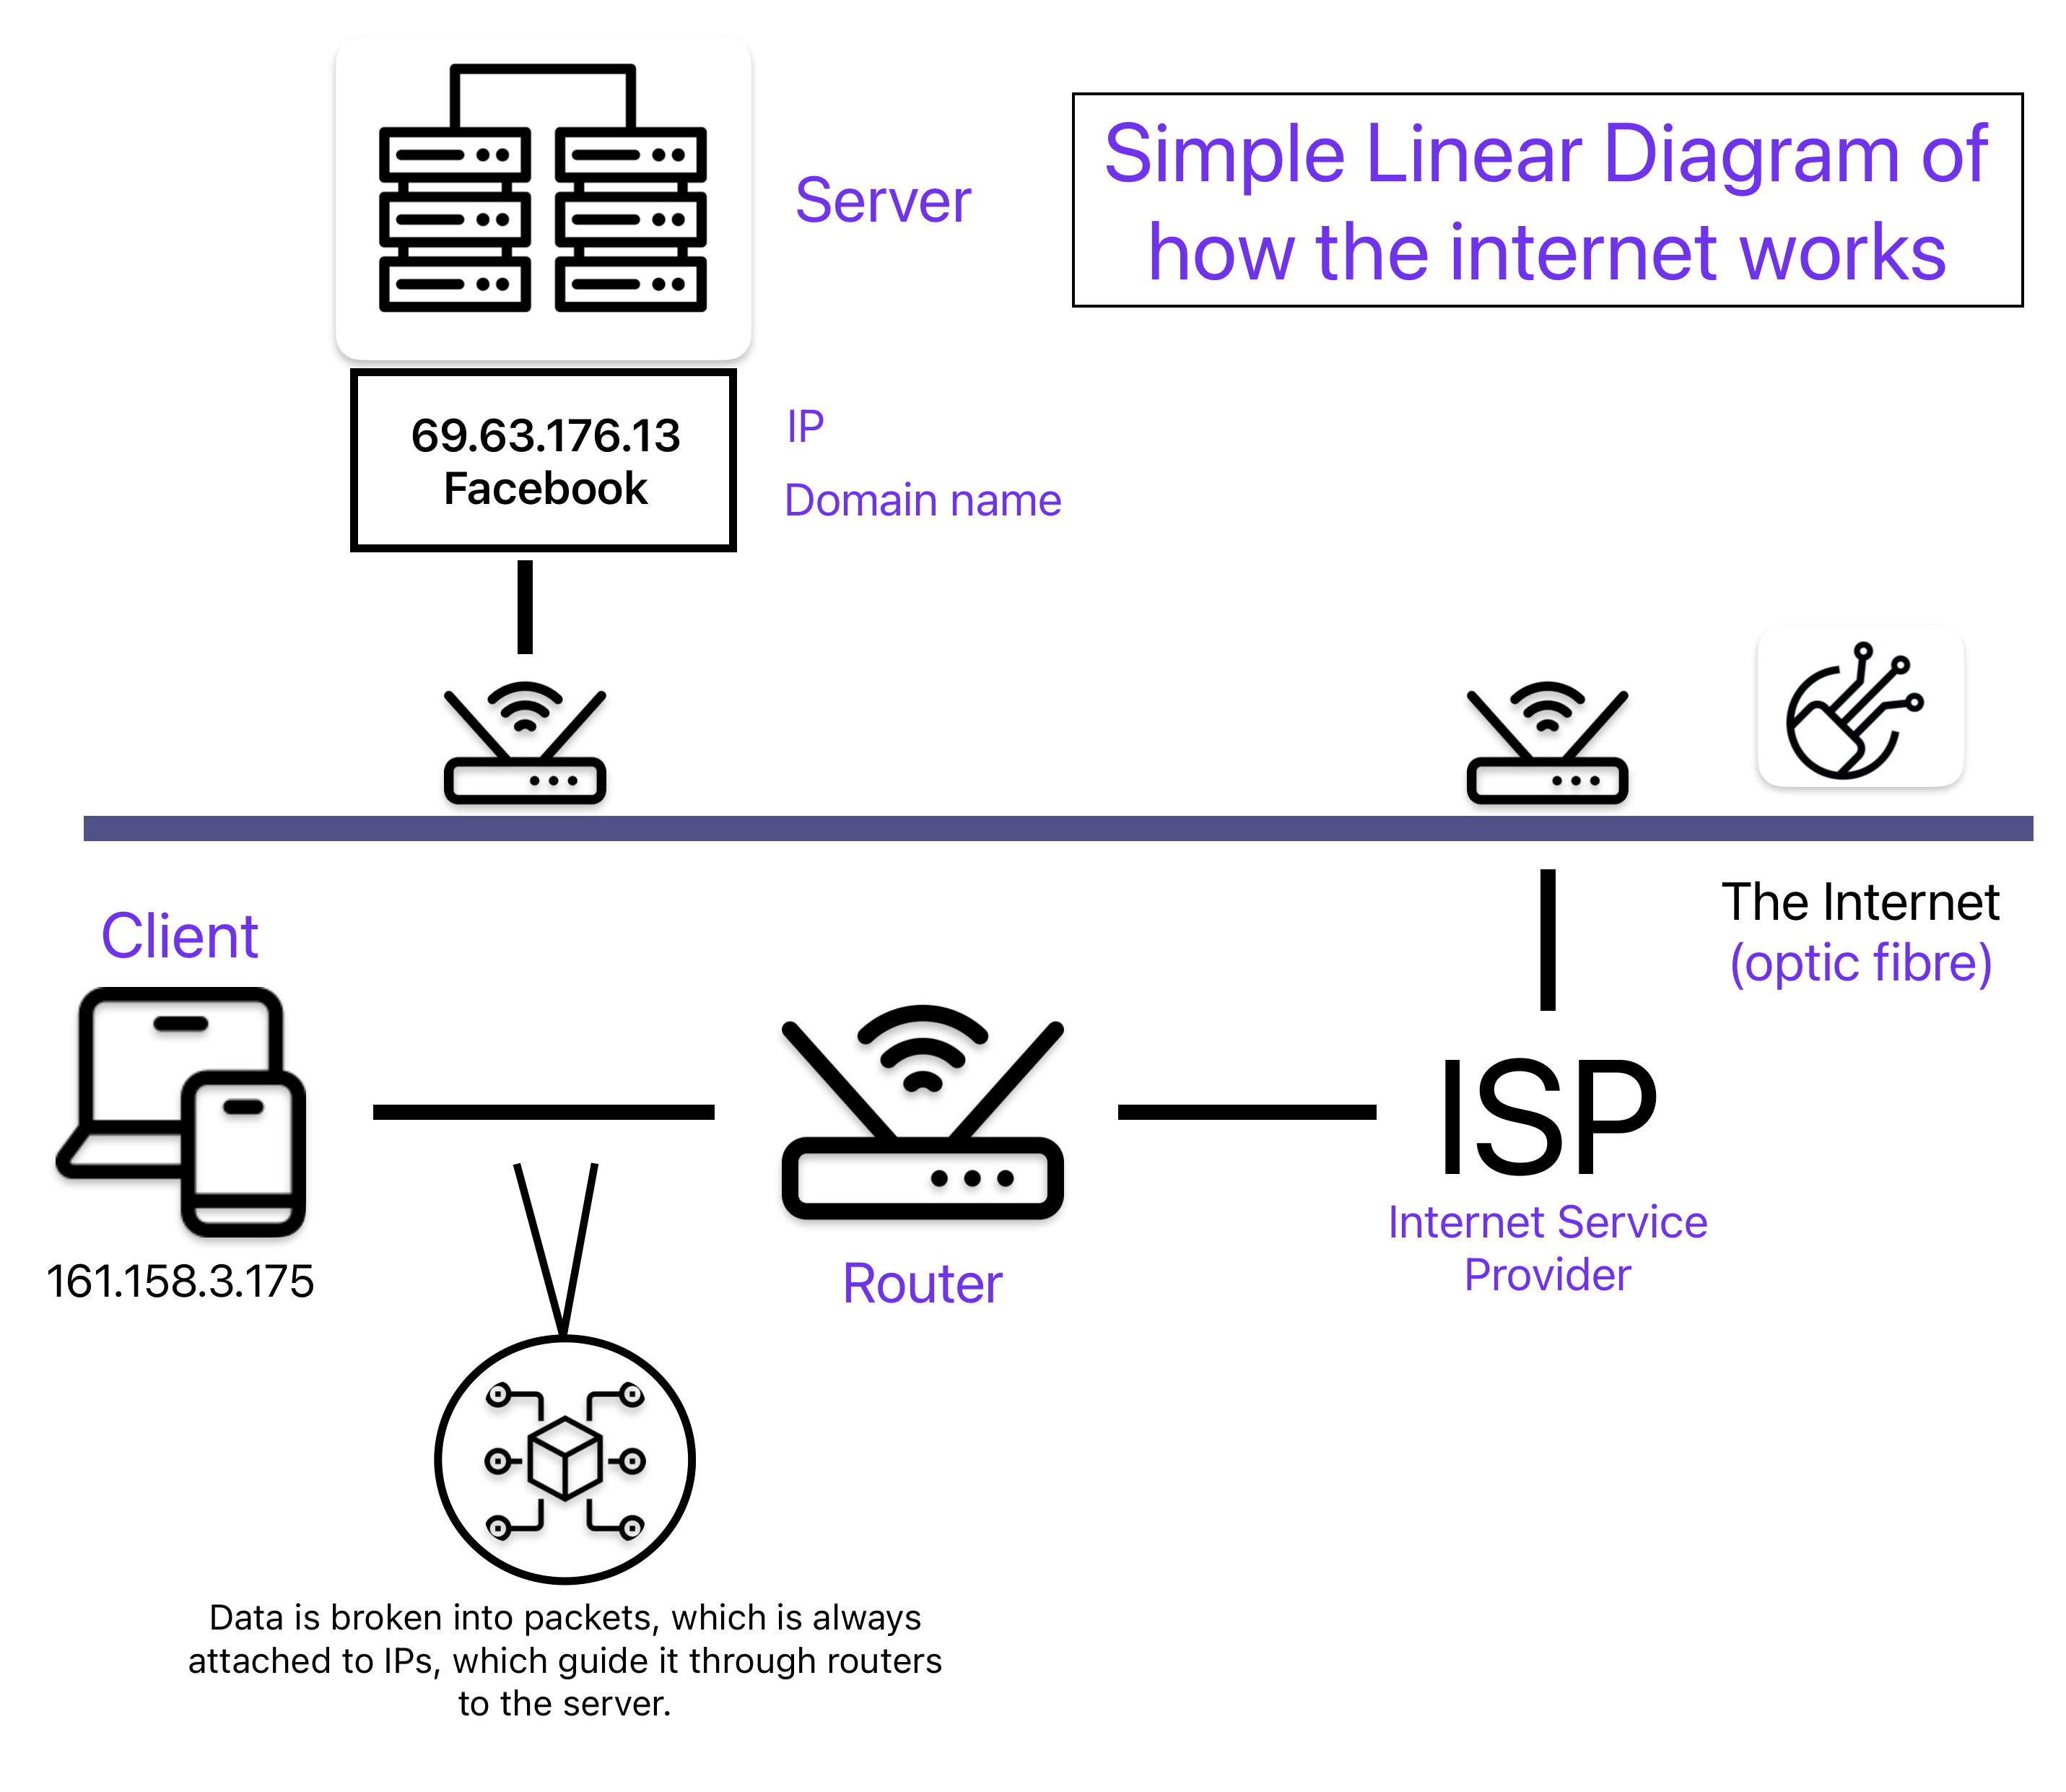 Simple Linear Diagram of
how the internet works
Server
69.63.176.13
Facebook
IP
Domain name
The Internet
(optic fibre)
Client
161.158.3.175
Router
ISP
Internet Service
Provider
Data is broken into packets, which is always
attached to IPs, which guide it through routers
to the server.